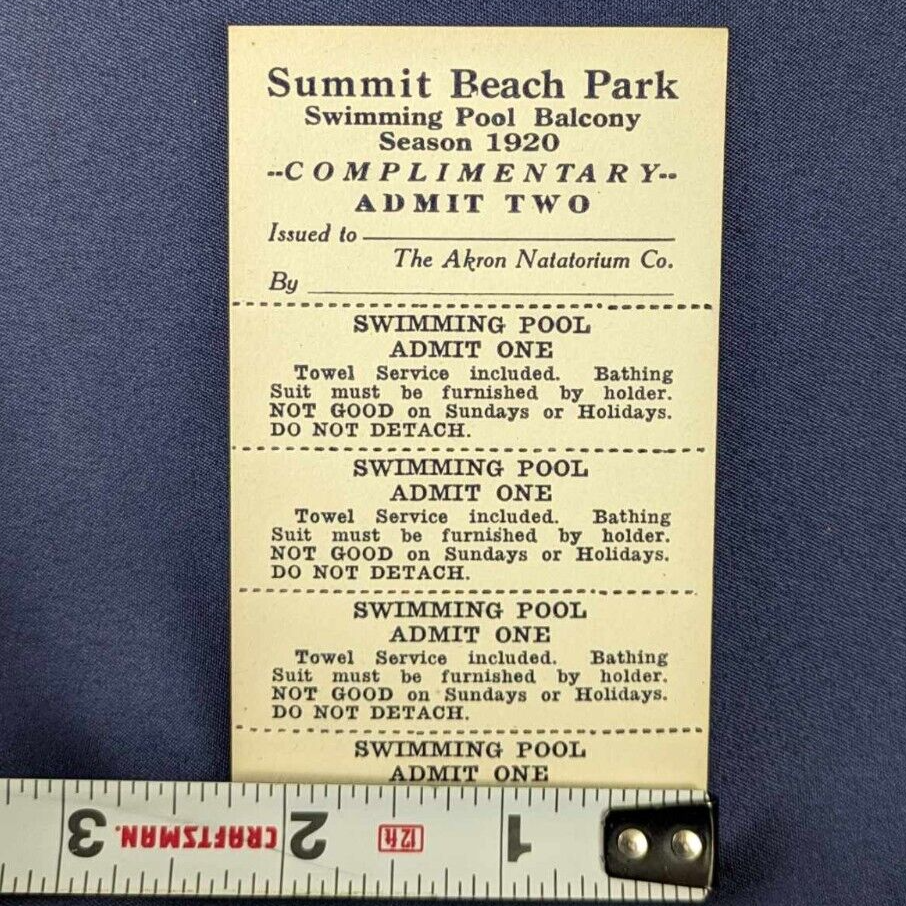 Summit Beach Park
Swimming Pool Balcony
Season 1920
--COMPLIMENTARY--
ADMIT TWO
Issued to
The Akron Natatorium Co.
By
SWIMMING POOL
ADMIT ONE
Towel Service included. Bathing
Suit must be furnished by holder.
NOT GOOD on Sundays or Holidays.
DO NOT DETACH.
SWIMMING POOL
ADMIT ONE
Towel Service included. Bathing
Suit must be furnished by holder.
NOT GOOD on Sundays or Holidays.
DO NOT DETACH.
SWIMMING POOL
ADMIT ONE
Towel Service included. Bathing
Suit must be furnished by holder.
NOT GOOD on Sundays or Holidays.
DO NOT DETACH.
SWIMMING POOL
ADMIT ONE
1 12ft 2 CRAFTSMAN. 3